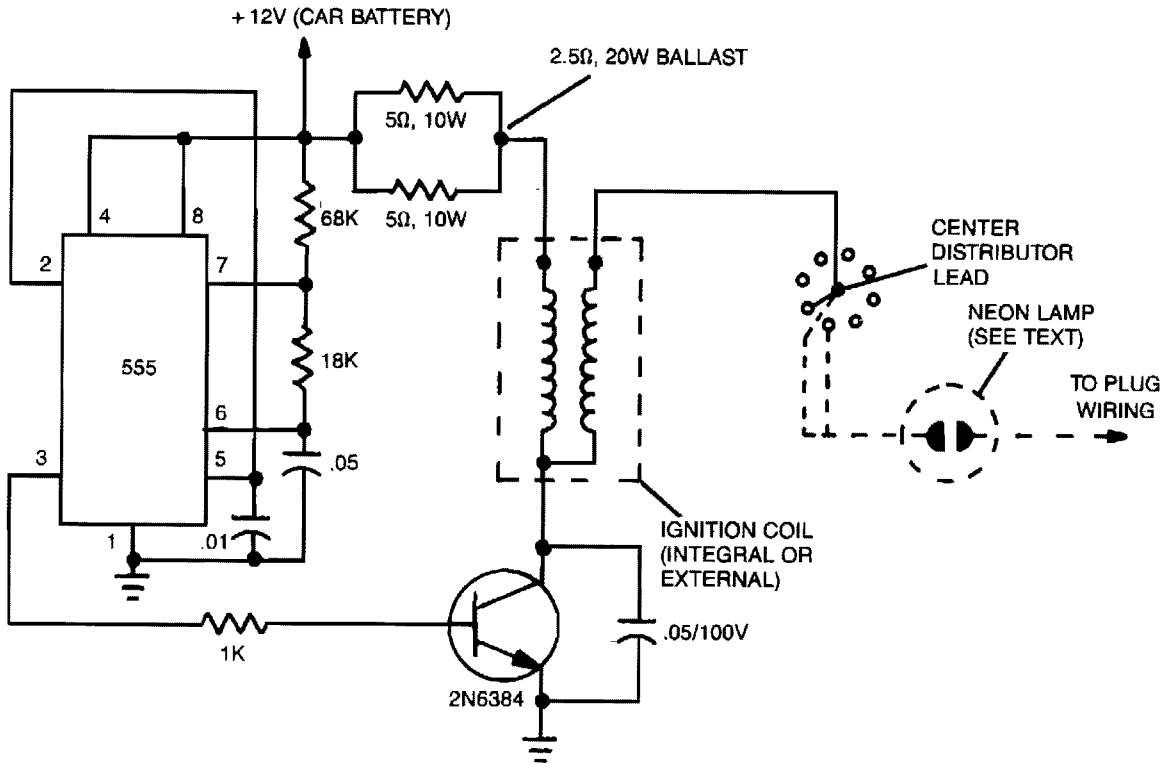 + 12V (CAR BATTERY)
2.5Ω, 20W BALLAST
5Ω, 10W
5Ω, 10W
4
8
68K
2
7
CENTER
DISTRIBUTOR
LEAD
NEON LAMP
(SEE TEXT)
555
18K
TO PLUG
WIRING
6
3
5
.05
1
.01
IGNITION COIL
(INTEGRAL OR
EXTERNAL)
1K
.05/100V
2N6384